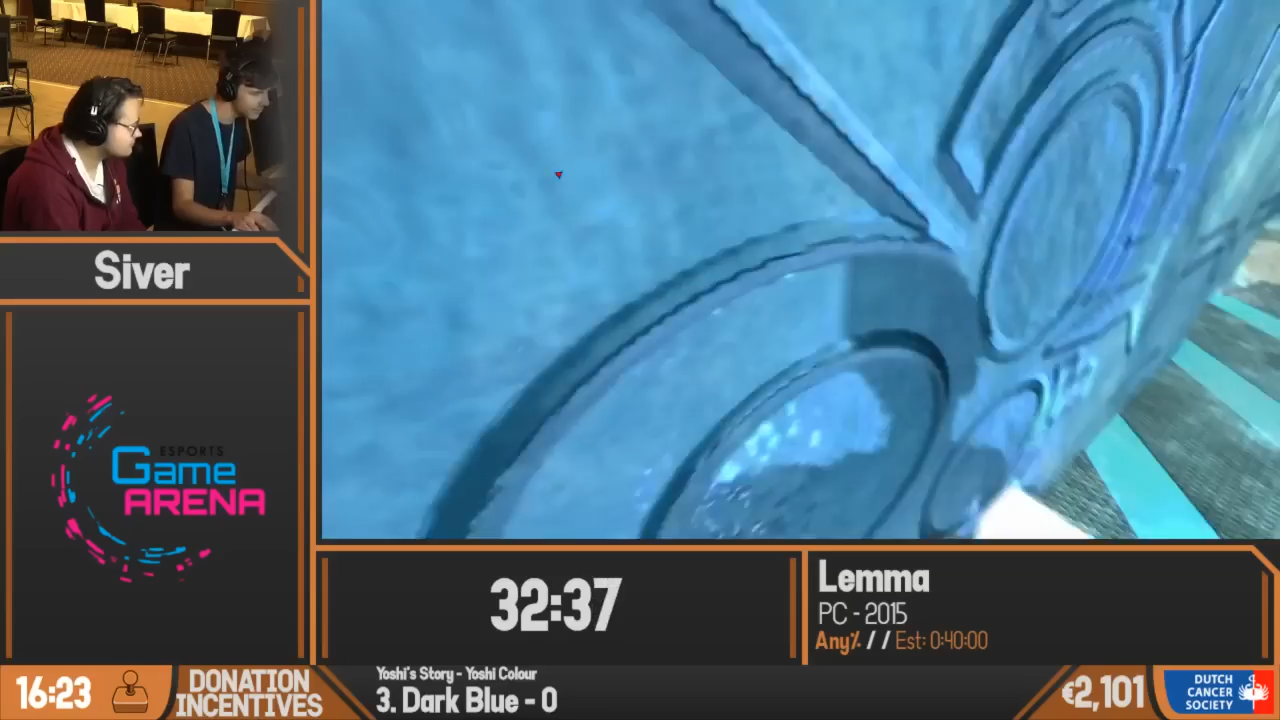 Siver
ESPORTS
Game
ARENA
32:37
Lemma
PC - 2015
Any% / / Est: 0:40:00
16:23
DONATION
INCENTIVES
Yoshi's Story - Yoshi Colour
3. Dark Blue - 0
€2,101
DUTCH
CANCER
SOCIETY